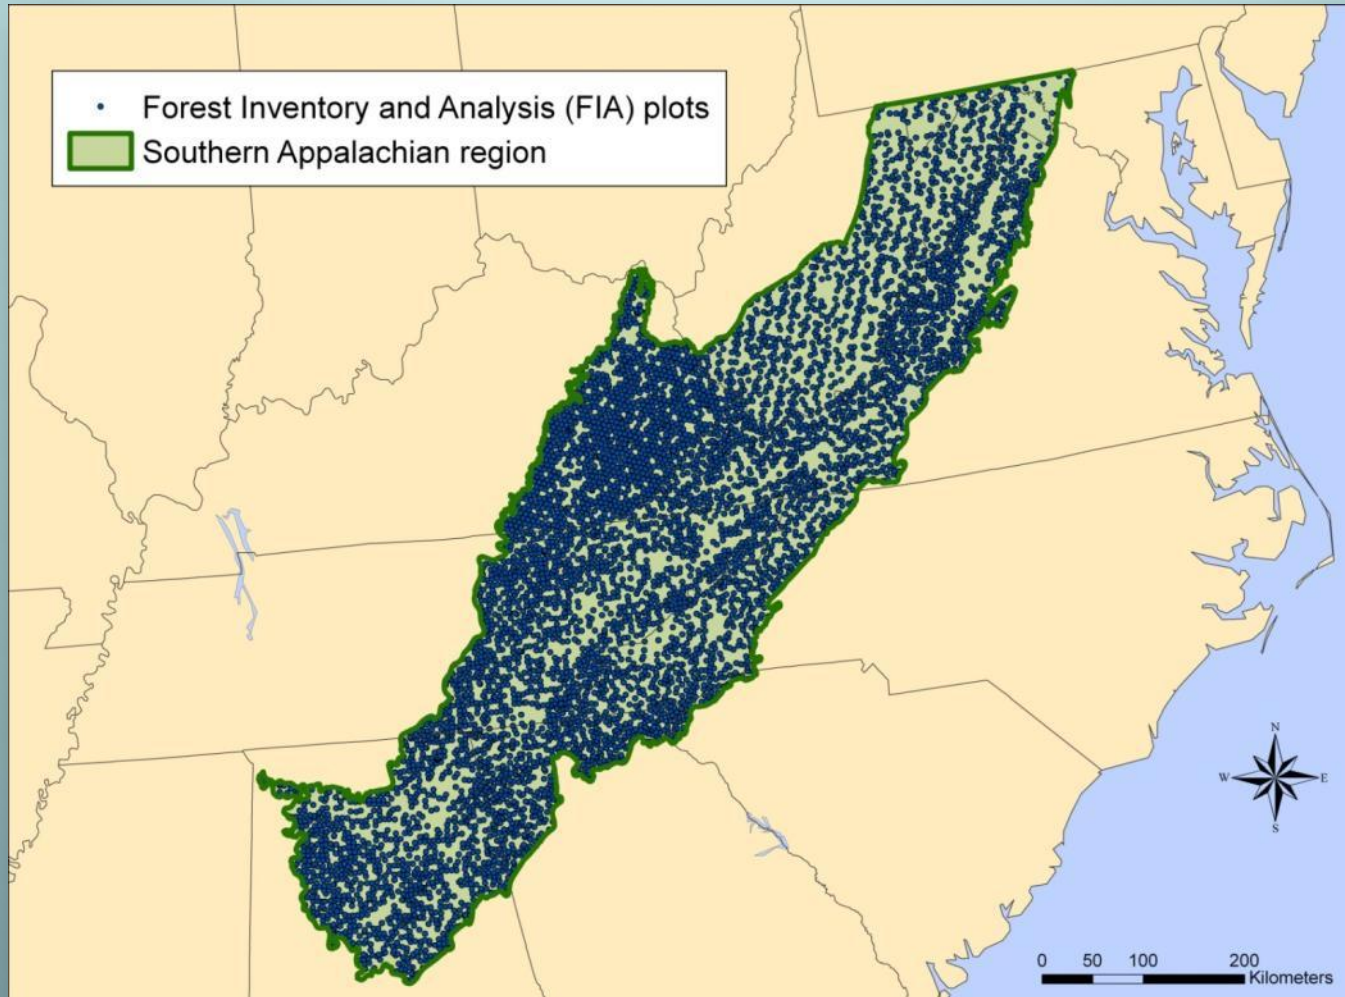 Forest Inventory and Analysis (FIA) plots
Southern Appalachian region
N
W E
S
0 50 100 200
Kilometers